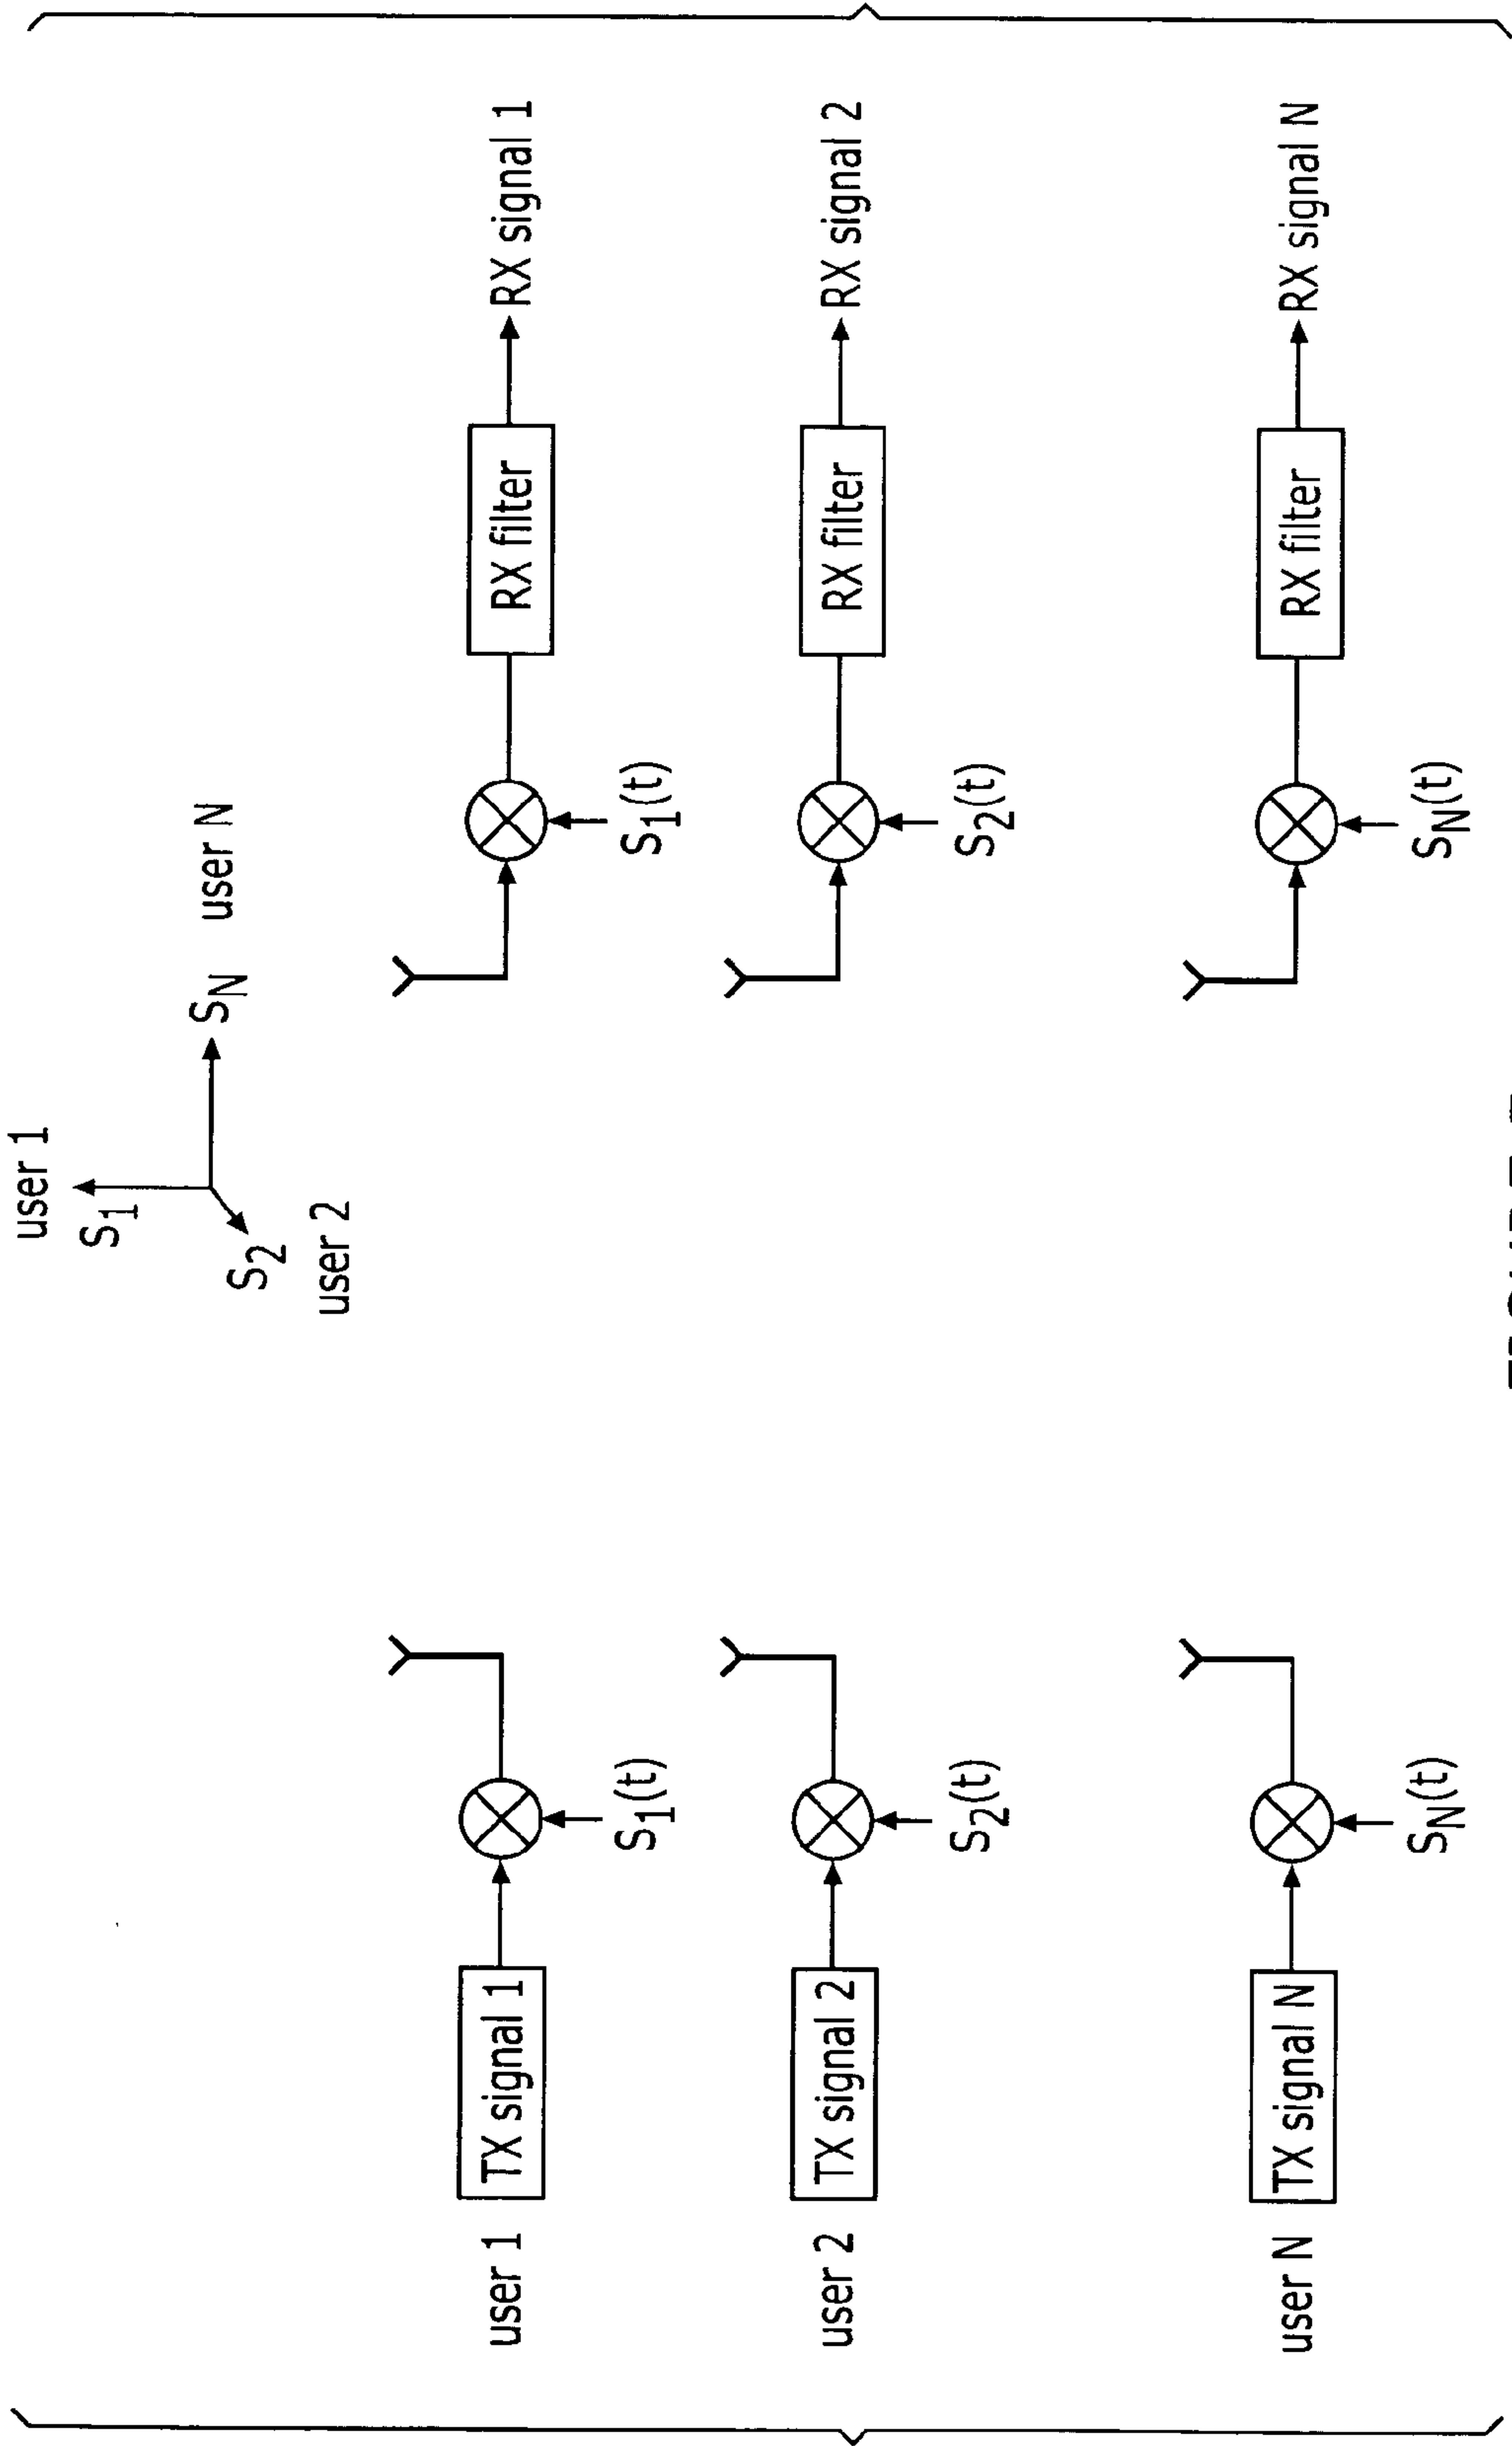 user 1
S1
SN user N
S2
user 2
user 1 TX signal 1 S1(t) S1(t) RX filter RX signal 1
user 2 TX signal 2 S2(t) S2(t) RX filter RX signal 2
user N TX signal N SN(t) SN(t) RX filter RX signal N